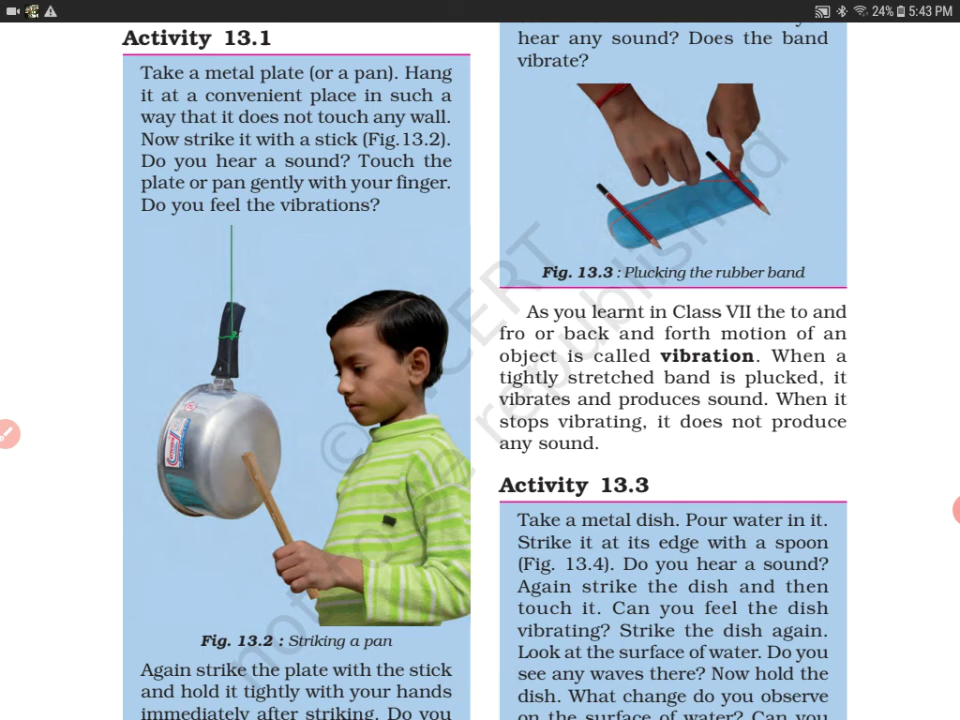 24% 5:43 PM
Activity 13.1
Take a metal plate (or a pan). Hang
it at a convenient place in such a
way that it does not touch any wall.
Now strike it with a stick (Fig.13.2).
Do you hear a sound? Touch the
plate or pan gently with your finger.
Do you feel the vibrations?
Fig. 13.2 : Striking a pan
Again strike the plate with the stick
and hold it tightly with your hands
immediately after striking. Do you
hear any sound? Does the band
vibrate?
Fig. 13.3 : Plucking the rubber band
As you learnt in Class VII the to and
fro or back and forth motion of an
object is called vibration. When a
tightly stretched band is plucked, it
vibrates and produces sound. When it
stops vibrating, it does not produce
any sound.
Activity 13.3
Take a metal dish. Pour water in it.
Strike it at its edge with a spoon
(Fig. 13.4). Do you hear a sound?
Again strike the dish and then
touch it. Can you feel the dish
vibrating? Strike the dish again.
Look at the surface of water. Do you
see any waves there? Now hold the
dish. What change do you observe
on the surface of water? Can you
© NCERT
not to be republished